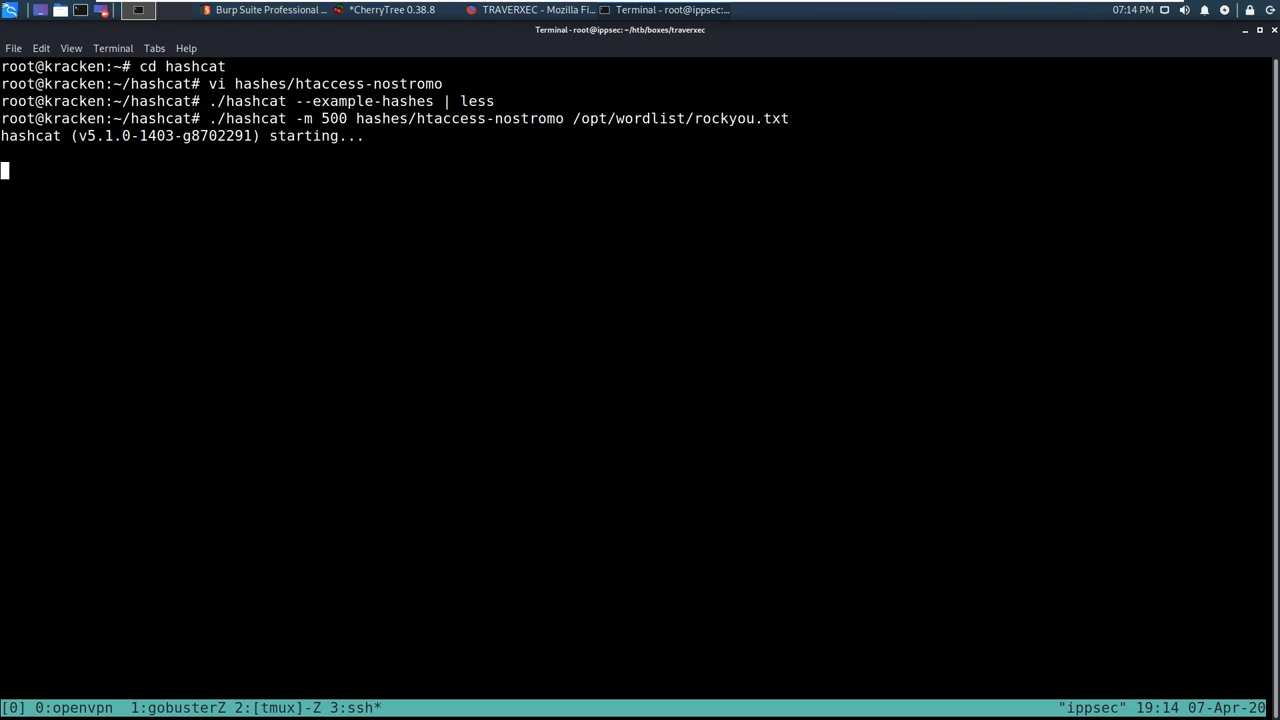 Burp Suite Professional ... *CherryTree 0.38.8 TRAVERXEC - Mozilla Fi... Terminal - root@ippsec:... 07:14 PM
Terminal - root@ippsec: ~/htb/boxes/traverxec
File Edit View Terminal Tabs Help
root@kracken:~# cd hashcat
root@kracken:~/hashcat# vi hashes/htaccess-nostromo
root@kracken:~/hashcat# ./hashcat --example-hashes | less
root@kracken:~/hashcat# ./hashcat -m 500 hashes/htaccess-nostromo /opt/wordlist/rockyou.txt
hashcat (v5.1.0-1403-g8702291) starting...
[0] 0:openvpn 1:gobusterZ 2:[tmux]-Z 3:ssh* "ippsec" 19:14 07-Apr-20